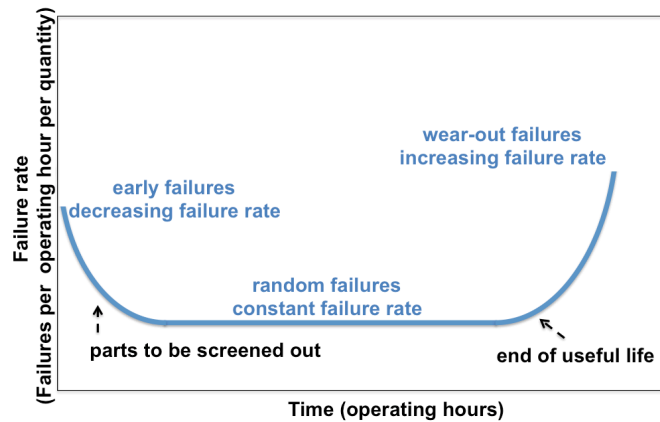 Failure rate
(Failures per operating hour per quantity)
wear-out failures
increasing failure rate
early failures
decreasing failure rate
random failures
constant failure rate
parts to be screened out
end of useful life
Time (operating hours)